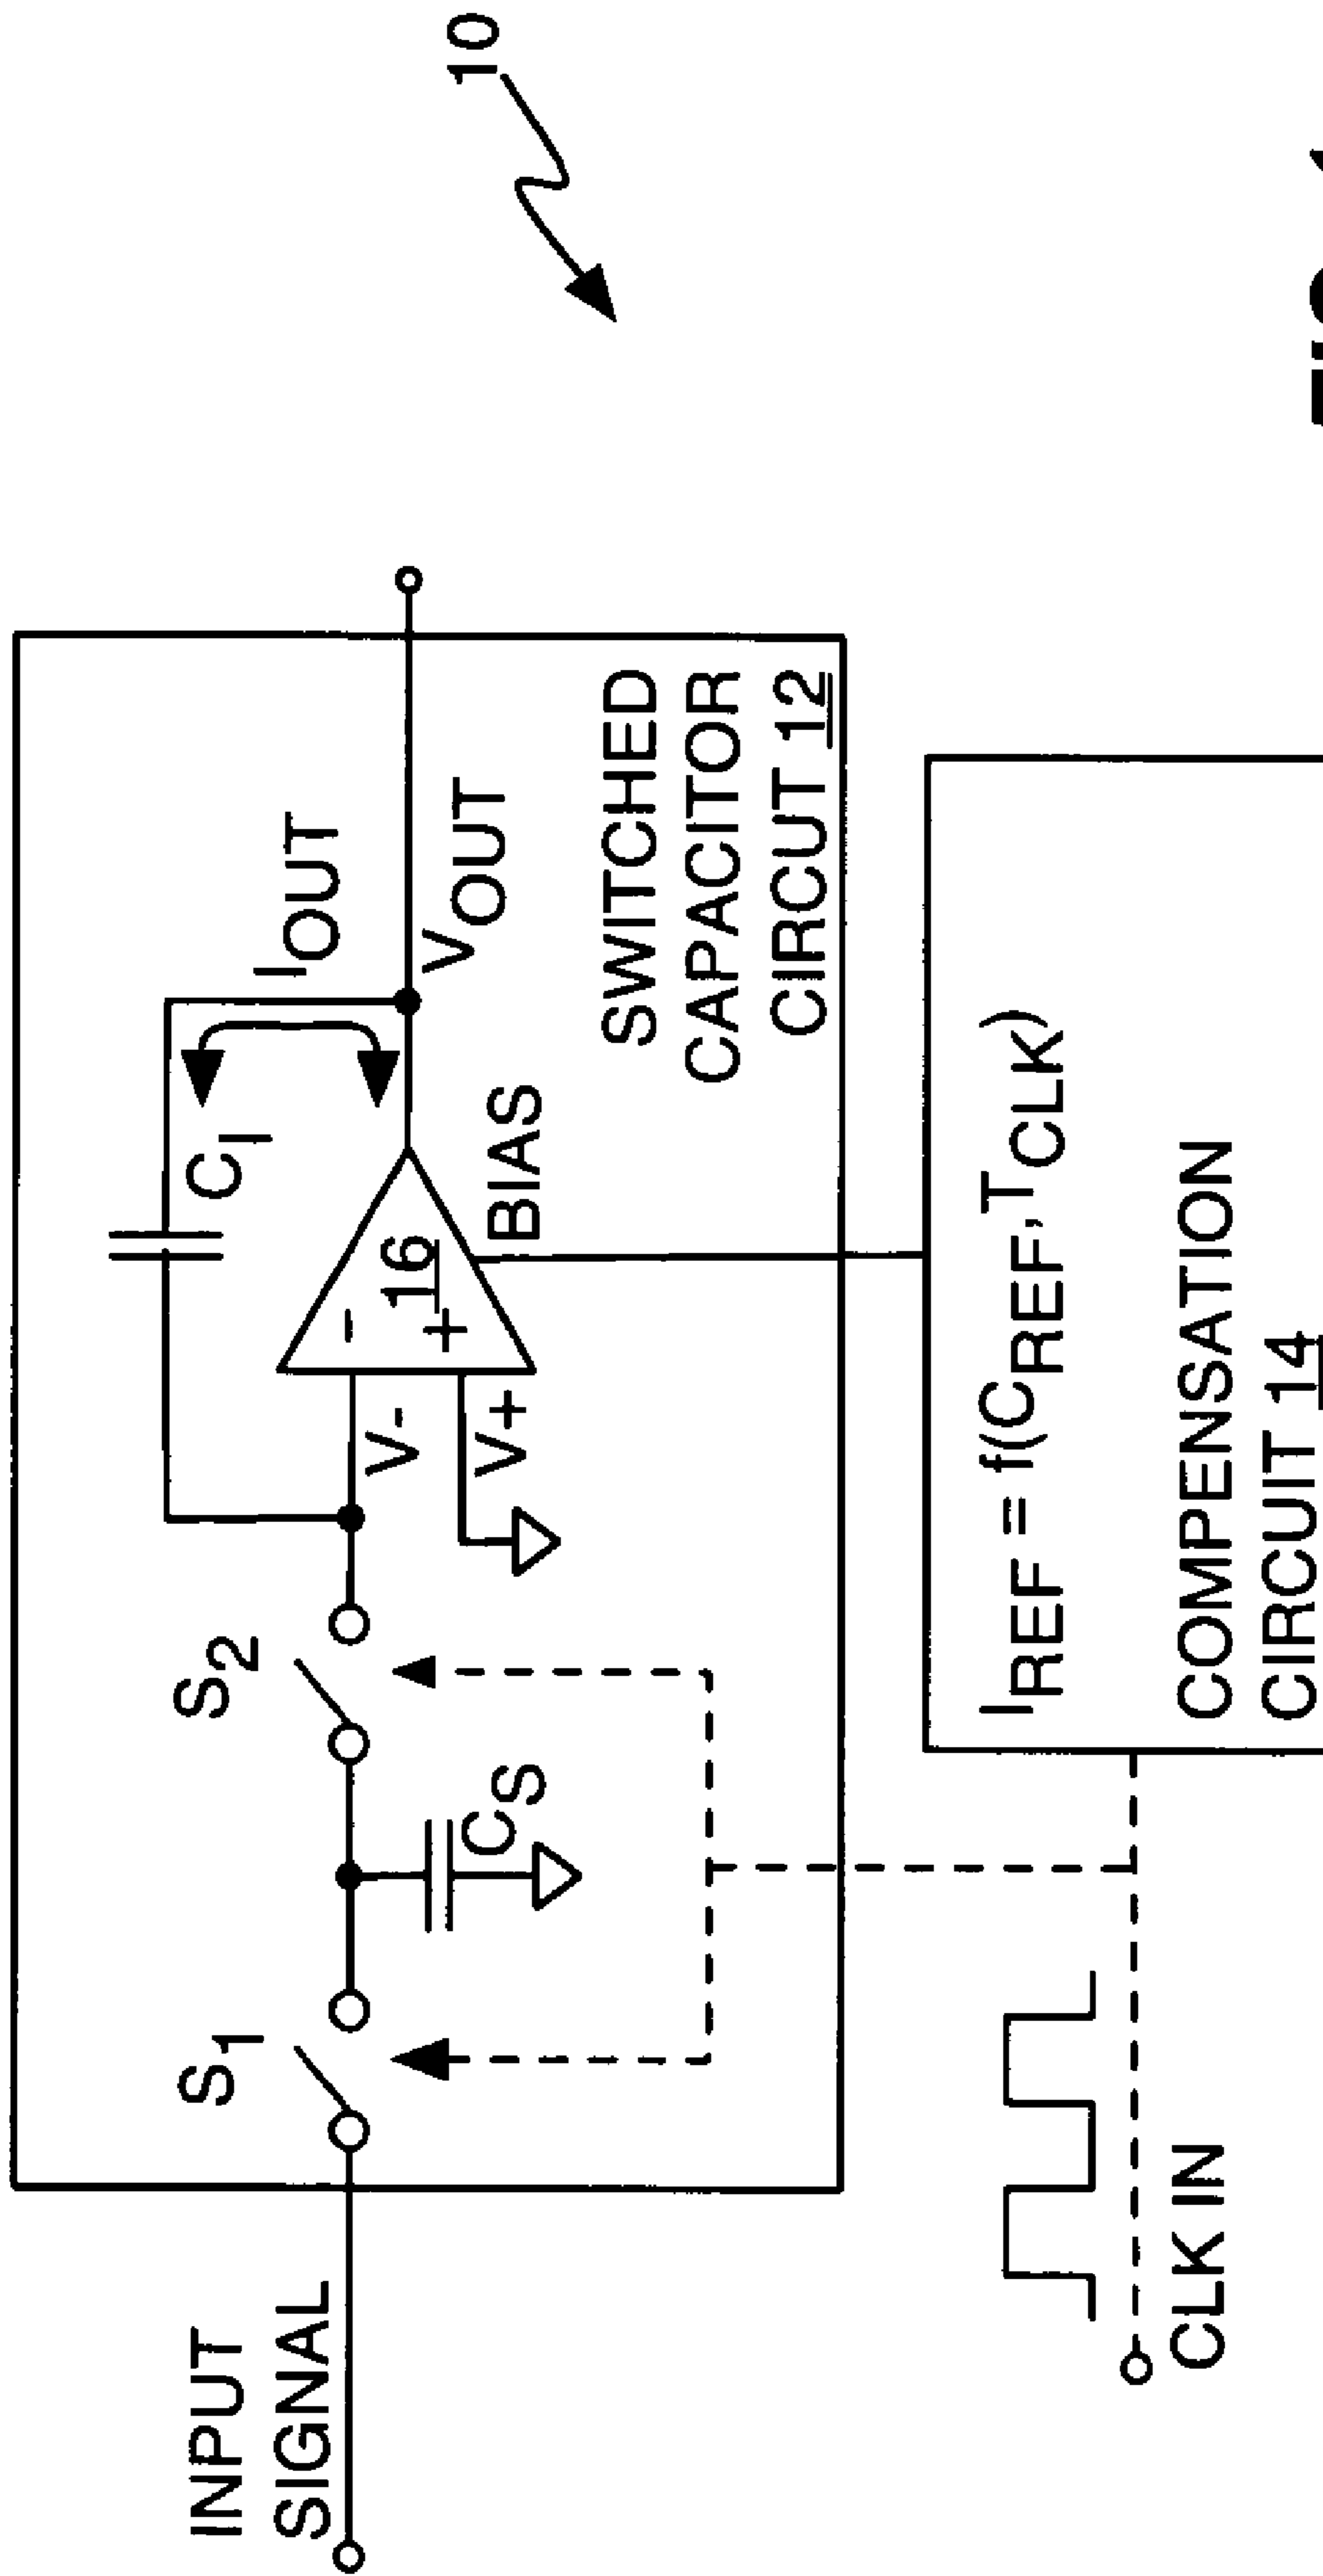 10
INPUT
SIGNAL
S1
S2
CS
CI
IOUT
V-
V+
-
16
+
VOUT
BIAS
SWITCHED
CAPACITOR
CIRCUT 12
CLK IN
IREF = f(CREF,TCLK)
COMPENSATION
CIRCUIT 14